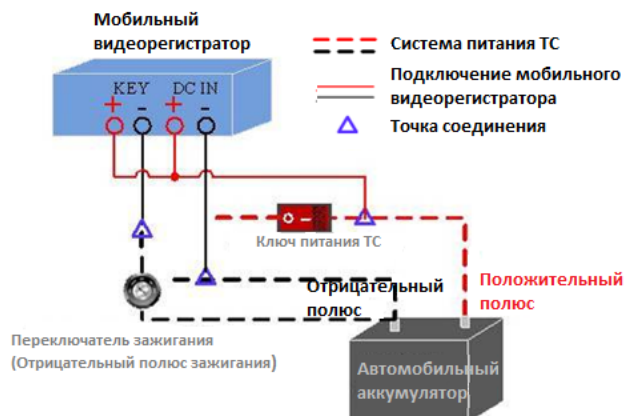 Мобильный
видеорегистратор
Система питания ТС
Подключение мобильного
видеорегистратора
Точка соединения
KEY DC IN
+ - + -
Ключ питания ТС
Отрицательный
полюс
Положительный
полюс
Переключатель зажигания
(Отрицательный полюс зажигания)
Автомобильный
аккумулятор